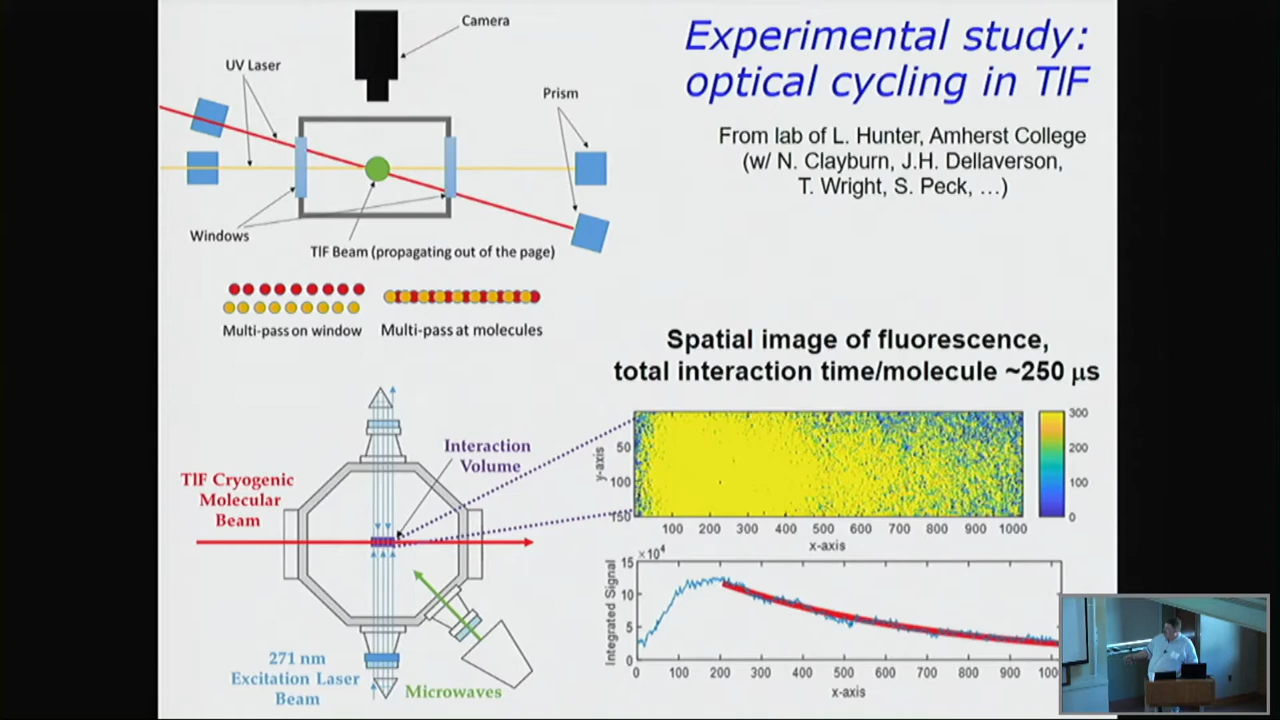 Camera
UV Laser
Prism
Windows
TlF Beam (propagating out of the page)
Multi-pass on window
Multi-pass at molecules
Experimental study:
optical cycling in TlF
From lab of L. Hunter, Amherst College
(w/ N. Clayburn, J.H. Dellaverson,
T. Wright, S. Peck, …)
Spatial image of fluorescence,
total interaction time/molecule ~250 μs
TlF Cryogenic
Molecular
Beam
Interaction
Volume
271 nm
Excitation Laser
Beam
Microwaves
y-axis
50
100
150
100 200 300 400 500 600 700 800 900 1000
x-axis
300
200
100
0
×10⁴
Integrated Signal
15
10
5
0
0 100 200 300 400 500 600 700 800 900
x-axis